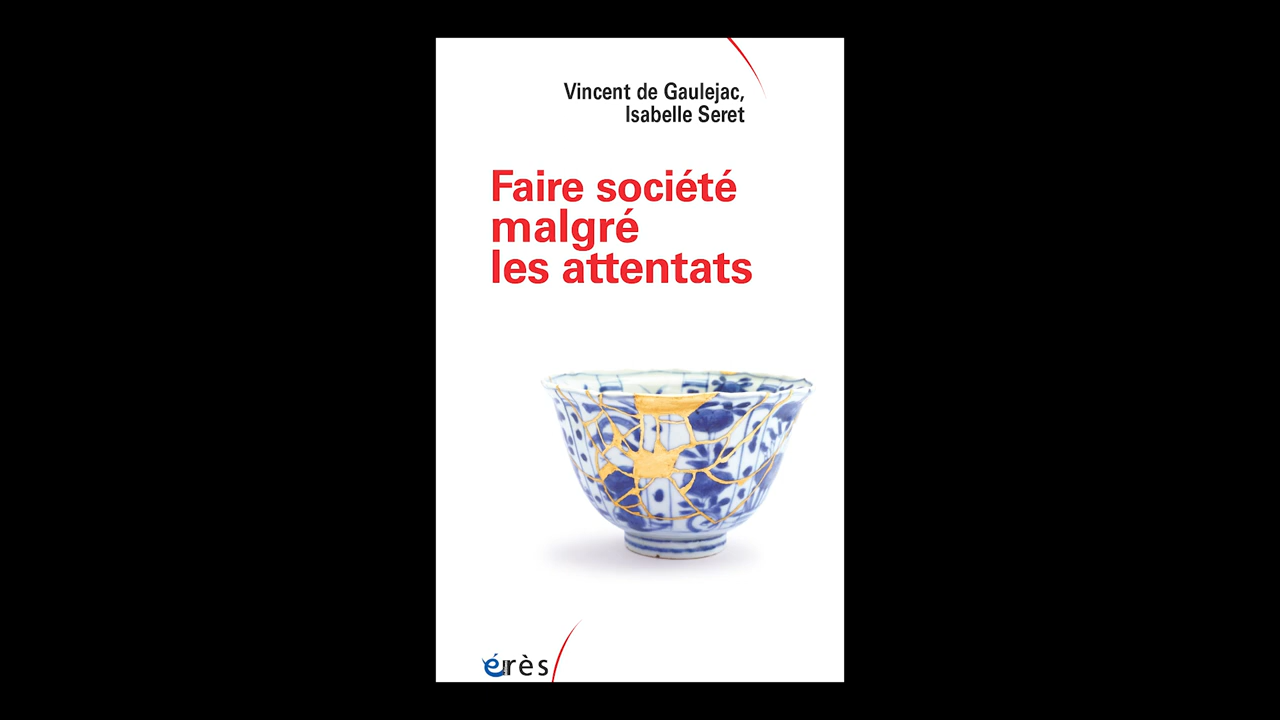 Vincent de Gaulejac,
Isabelle Seret
Faire société
malgré
les attentats
érès